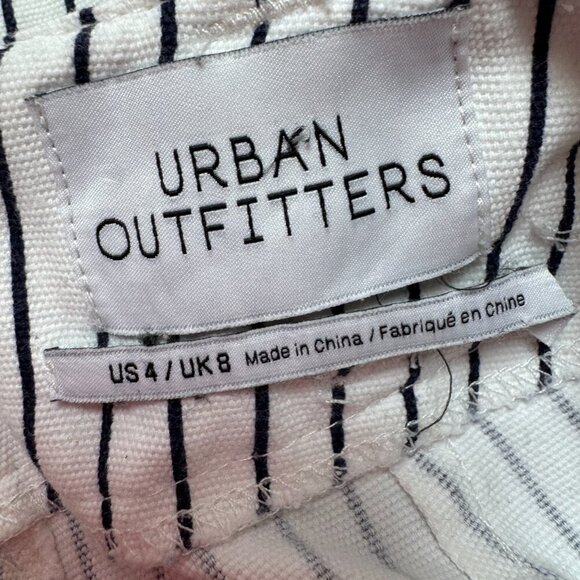 URBAN
OUTFITTERS
US 4 / UK 8 Made in China / Fabriqué en Chine